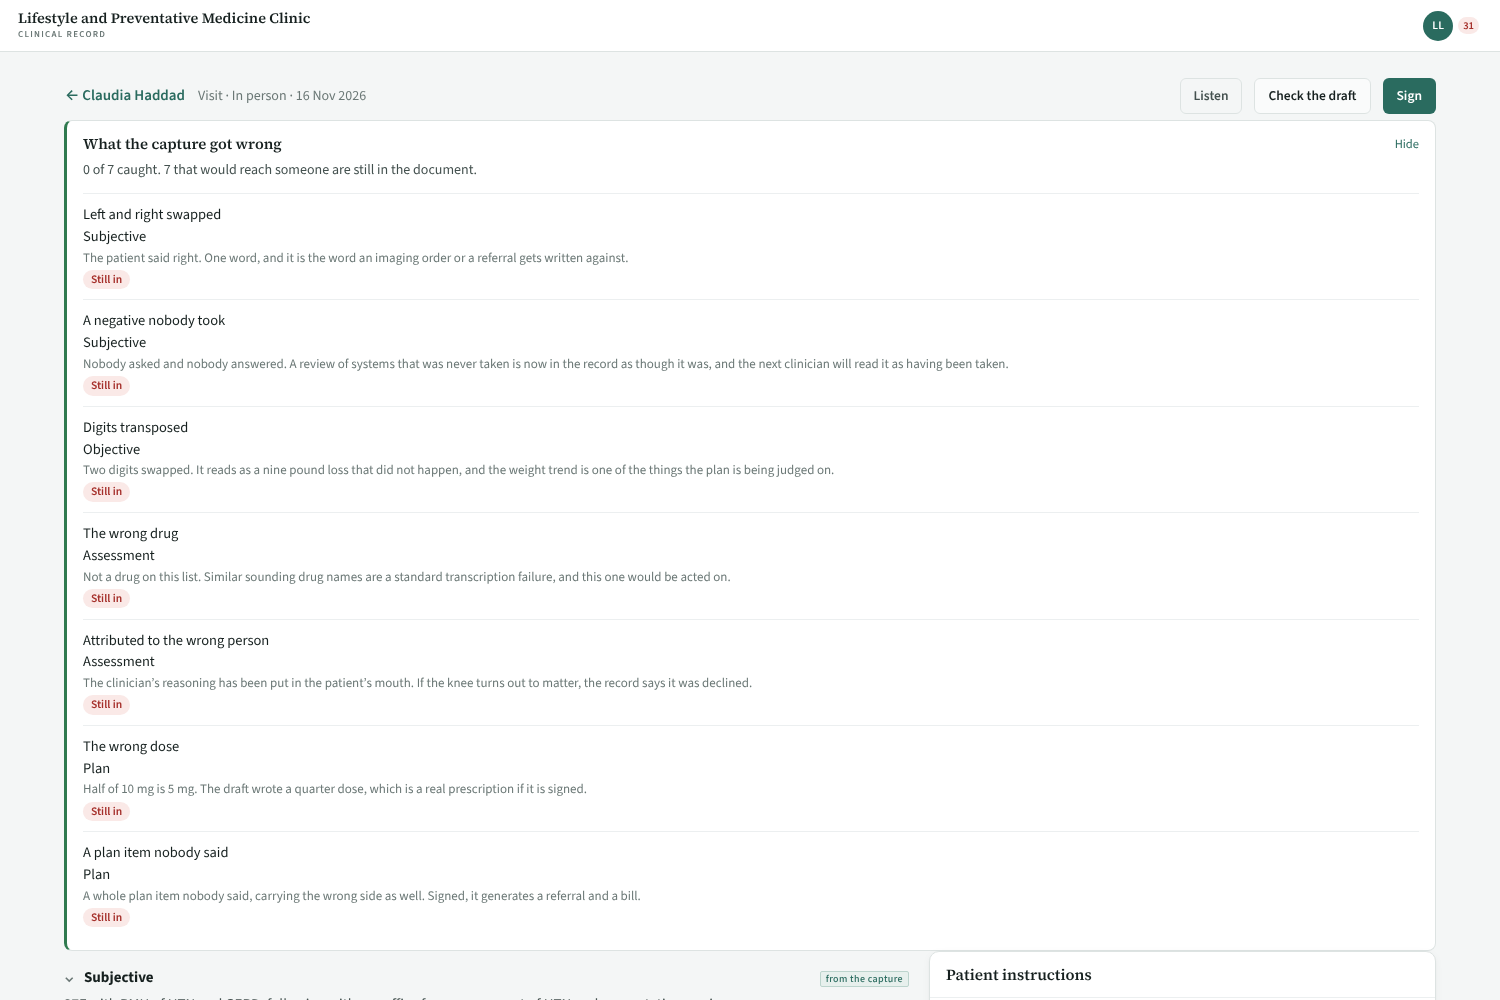 Lifestyle and Preventative Medicine Clinic
CLINICAL RECORD
LL
31
← Claudia Haddad
Visit · In person · 16 Nov 2026
Listen
Check the draft
Sign
What the capture got wrong
Hide
0 of 7 caught. 7 that would reach someone are still in the document.
Left and right swapped
Subjective
The patient said right. One word, and it is the word an imaging order or a referral gets written against.
Still in
A negative nobody took
Subjective
Nobody asked and nobody answered. A review of systems that was never taken is now in the record as though it was, and the next clinician will read it as having been taken.
Still in
Digits transposed
Objective
Two digits swapped. It reads as a nine pound loss that did not happen, and the weight trend is one of the things the plan is being judged on.
Still in
The wrong drug
Assessment
Not a drug on this list. Similar sounding drug names are a standard transcription failure, and this one would be acted on.
Still in
Attributed to the wrong person
Assessment
The clinician’s reasoning has been put in the patient’s mouth. If the knee turns out to matter, the record says it was declined.
Still in
The wrong dose
Plan
Half of 10 mg is 5 mg. The draft wrote a quarter dose, which is a real prescription if it is signed.
Still in
A plan item nobody said
Plan
A whole plan item nobody said, carrying the wrong side as well. Signed, it generates a referral and a bill.
Still in
Subjective
from the capture
Patient instructions